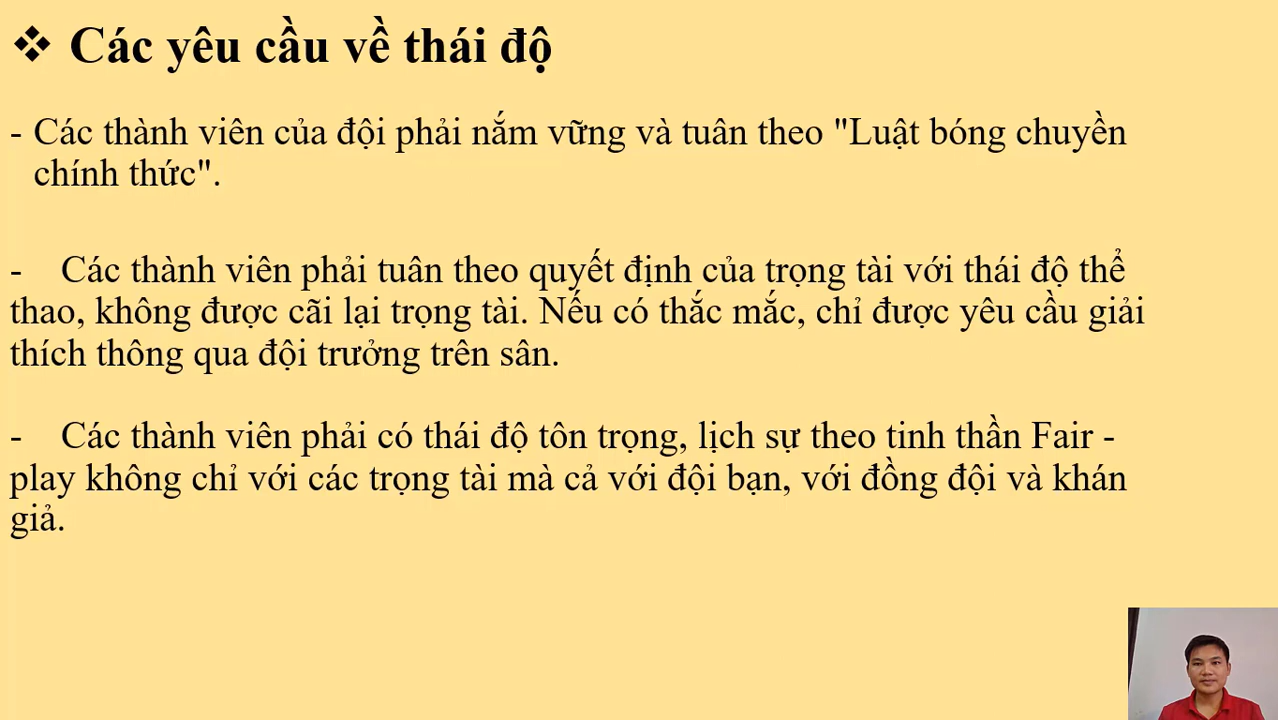 ❖ Các yêu cầu về thái độ
- Các thành viên của đội phải nắm vững và tuân theo "Luật bóng chuyền
chính thức".
- Các thành viên phải tuân theo quyết định của trọng tài với thái độ thể
thao, không được cãi lại trọng tài. Nếu có thắc mắc, chỉ được yêu cầu giải
thích thông qua đội trưởng trên sân.
- Các thành viên phải có thái độ tôn trọng, lịch sự theo tinh thần Fair -
play không chỉ với các trọng tài mà cả với đội bạn, với đồng đội và khán
giả.